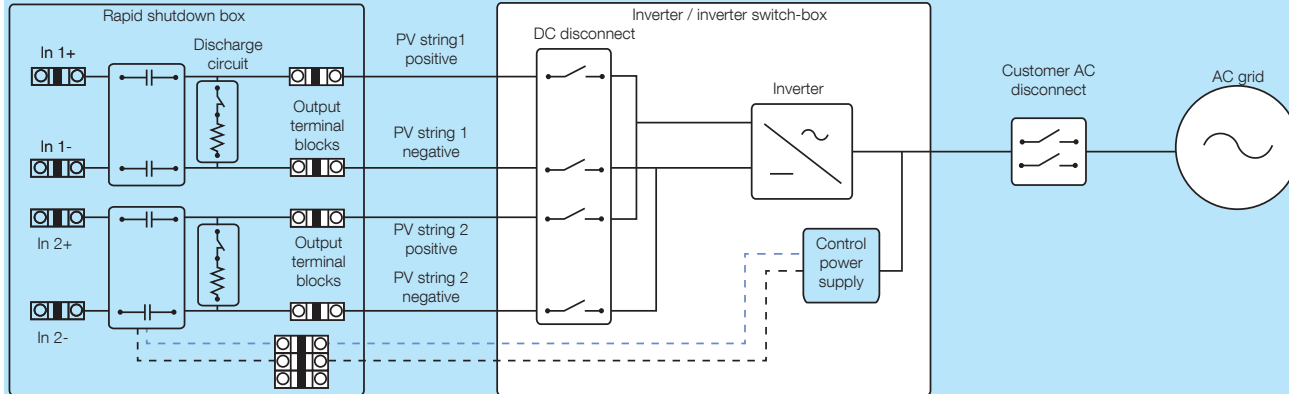 Rapid shutdown box
In 1+
Discharge
circuit
In 1-
Output
terminal
blocks
In 2+
Output
terminal
blocks
In 2-
PV string1
positive
PV string 1
negative
PV string 2
positive
PV string 2
negative
Inverter / inverter switch-box
DC disconnect
Inverter
Control
power
supply
Customer AC
disconnect
AC grid